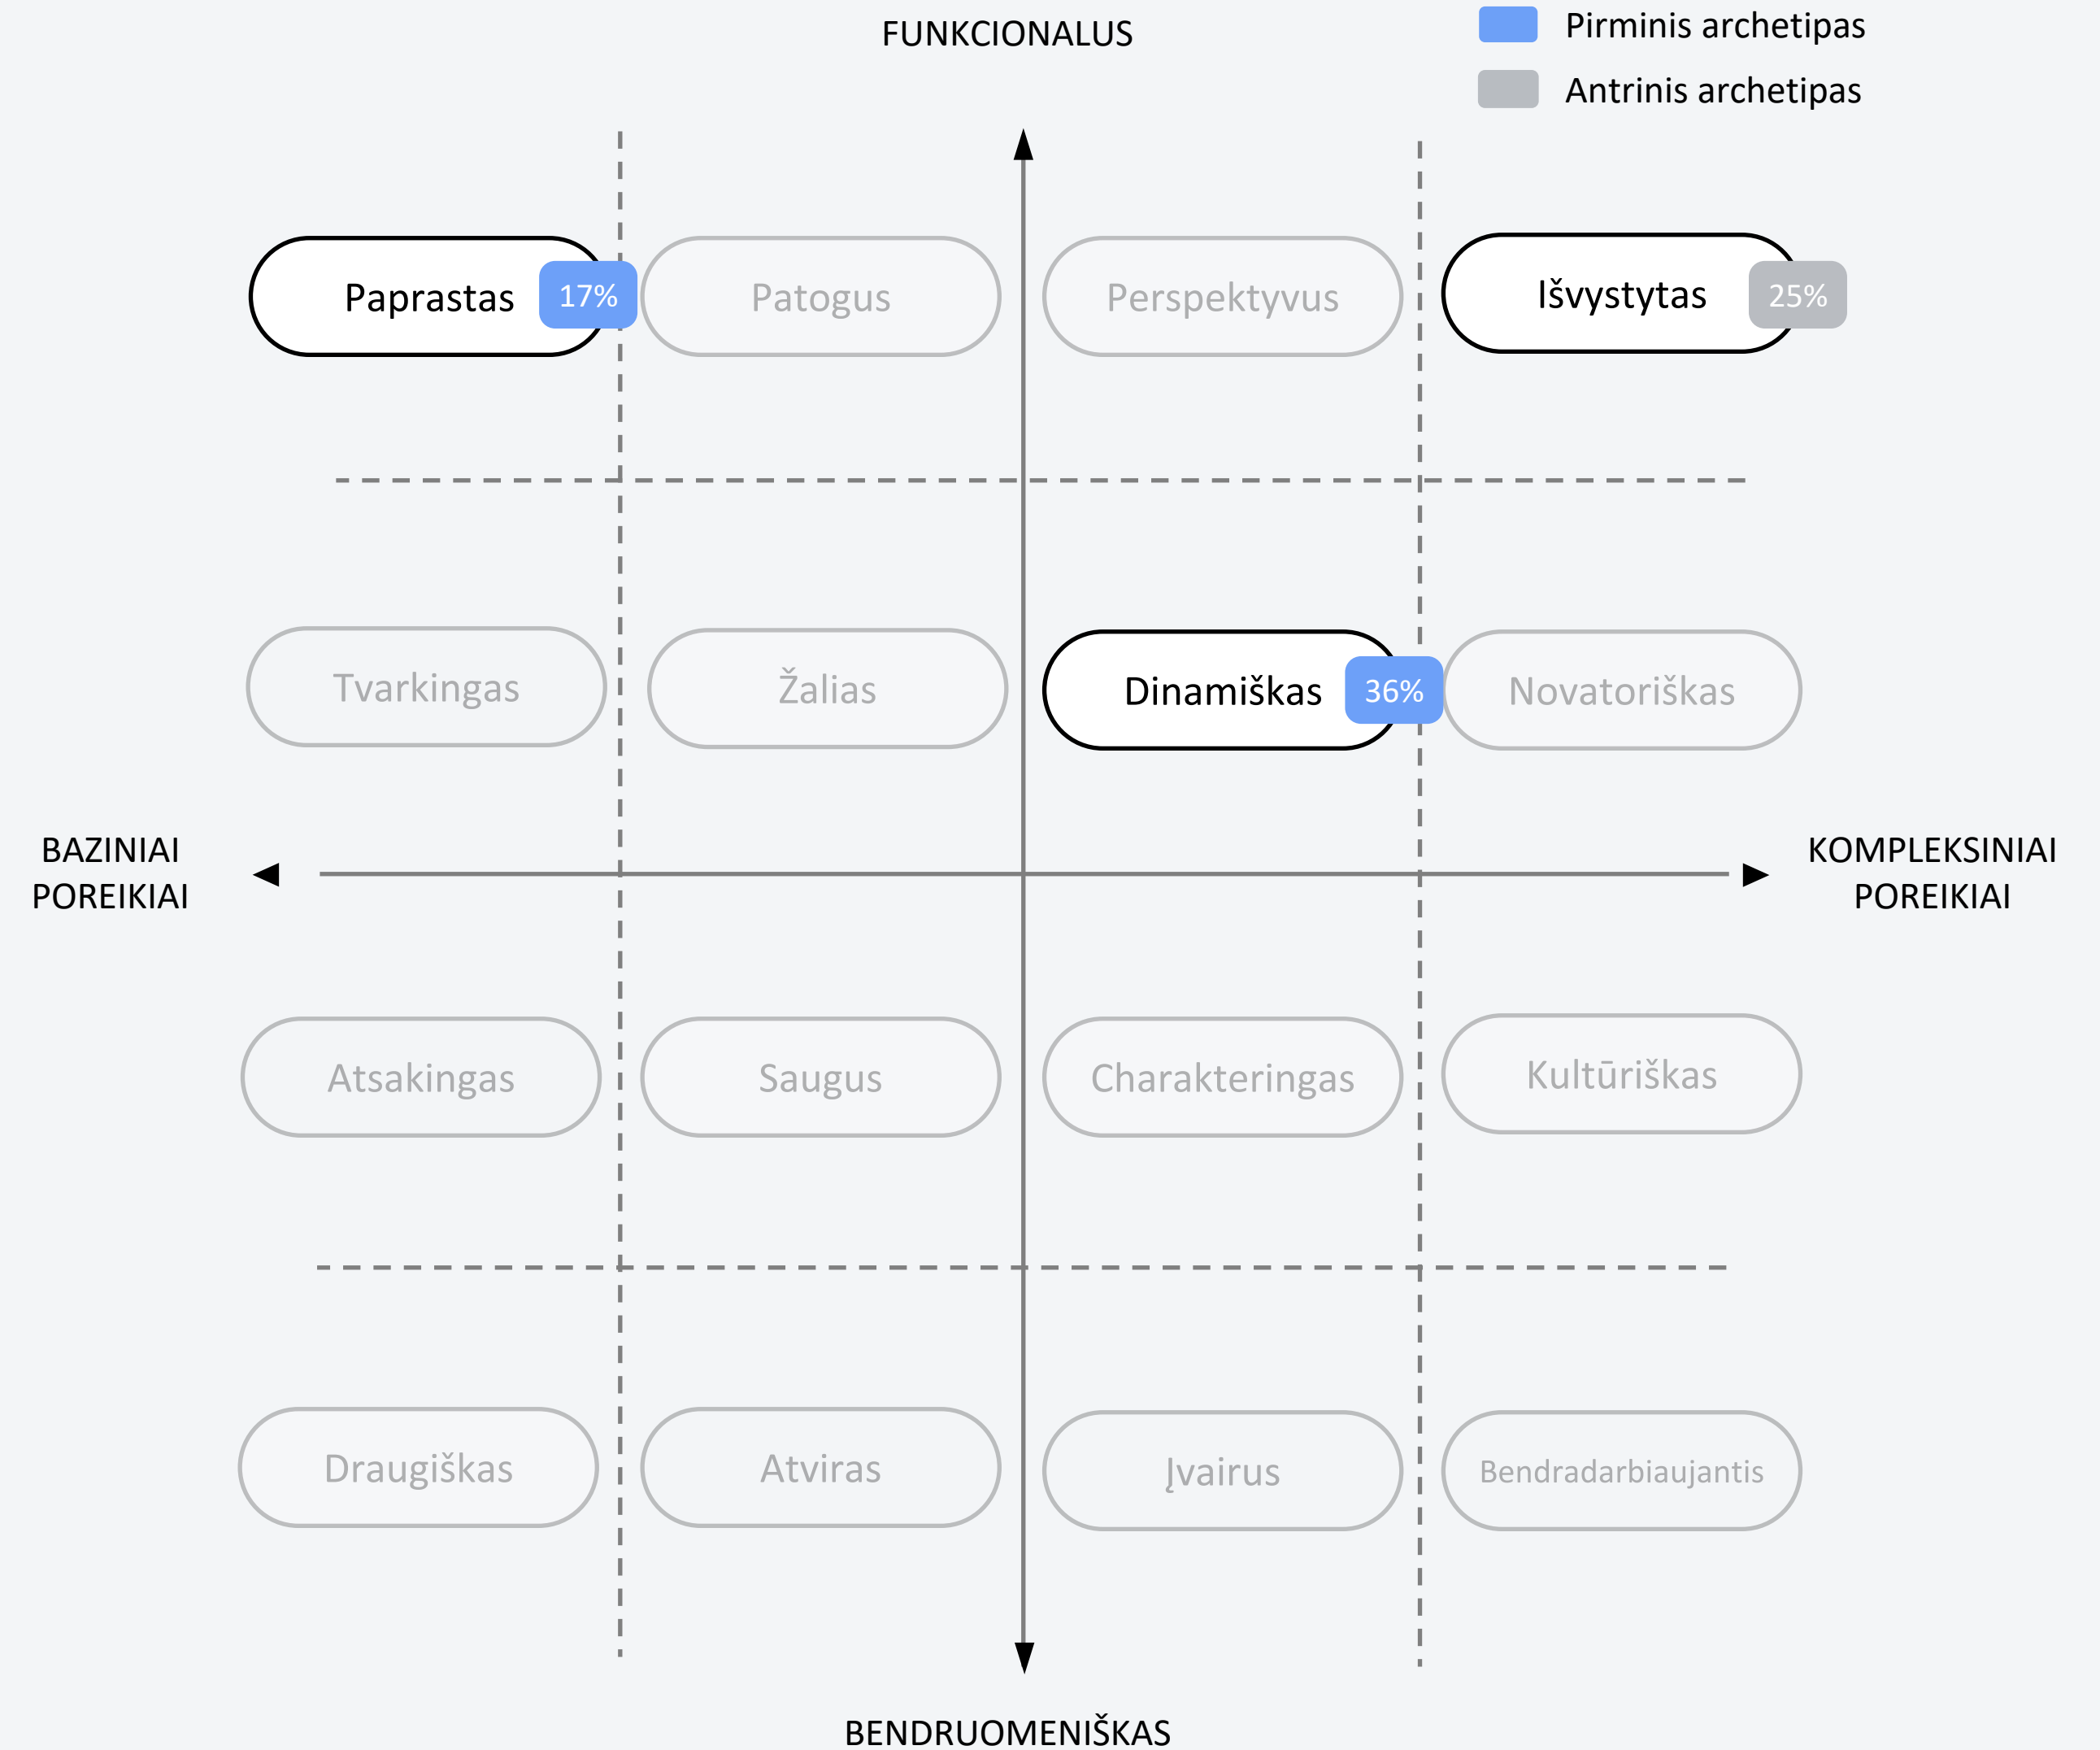 FUNKCIONALUS
Pirminis archetipas
Antrinis archetipas
Paprastas 17% Patogus Perspektyvus Išvystytas 25%
Tvarkingas Žalias Dinamiškas 36% Novatoriškas
BAZINIAI
POREIKIAI
KOMPLEKSINIAI
POREIKIAI
Atsakingas Saugus Charakteringas Kultūriškas
Draugiškas Atviras Įvairus Bendradarbiaujantis
BENDRUOMENIŠKAS